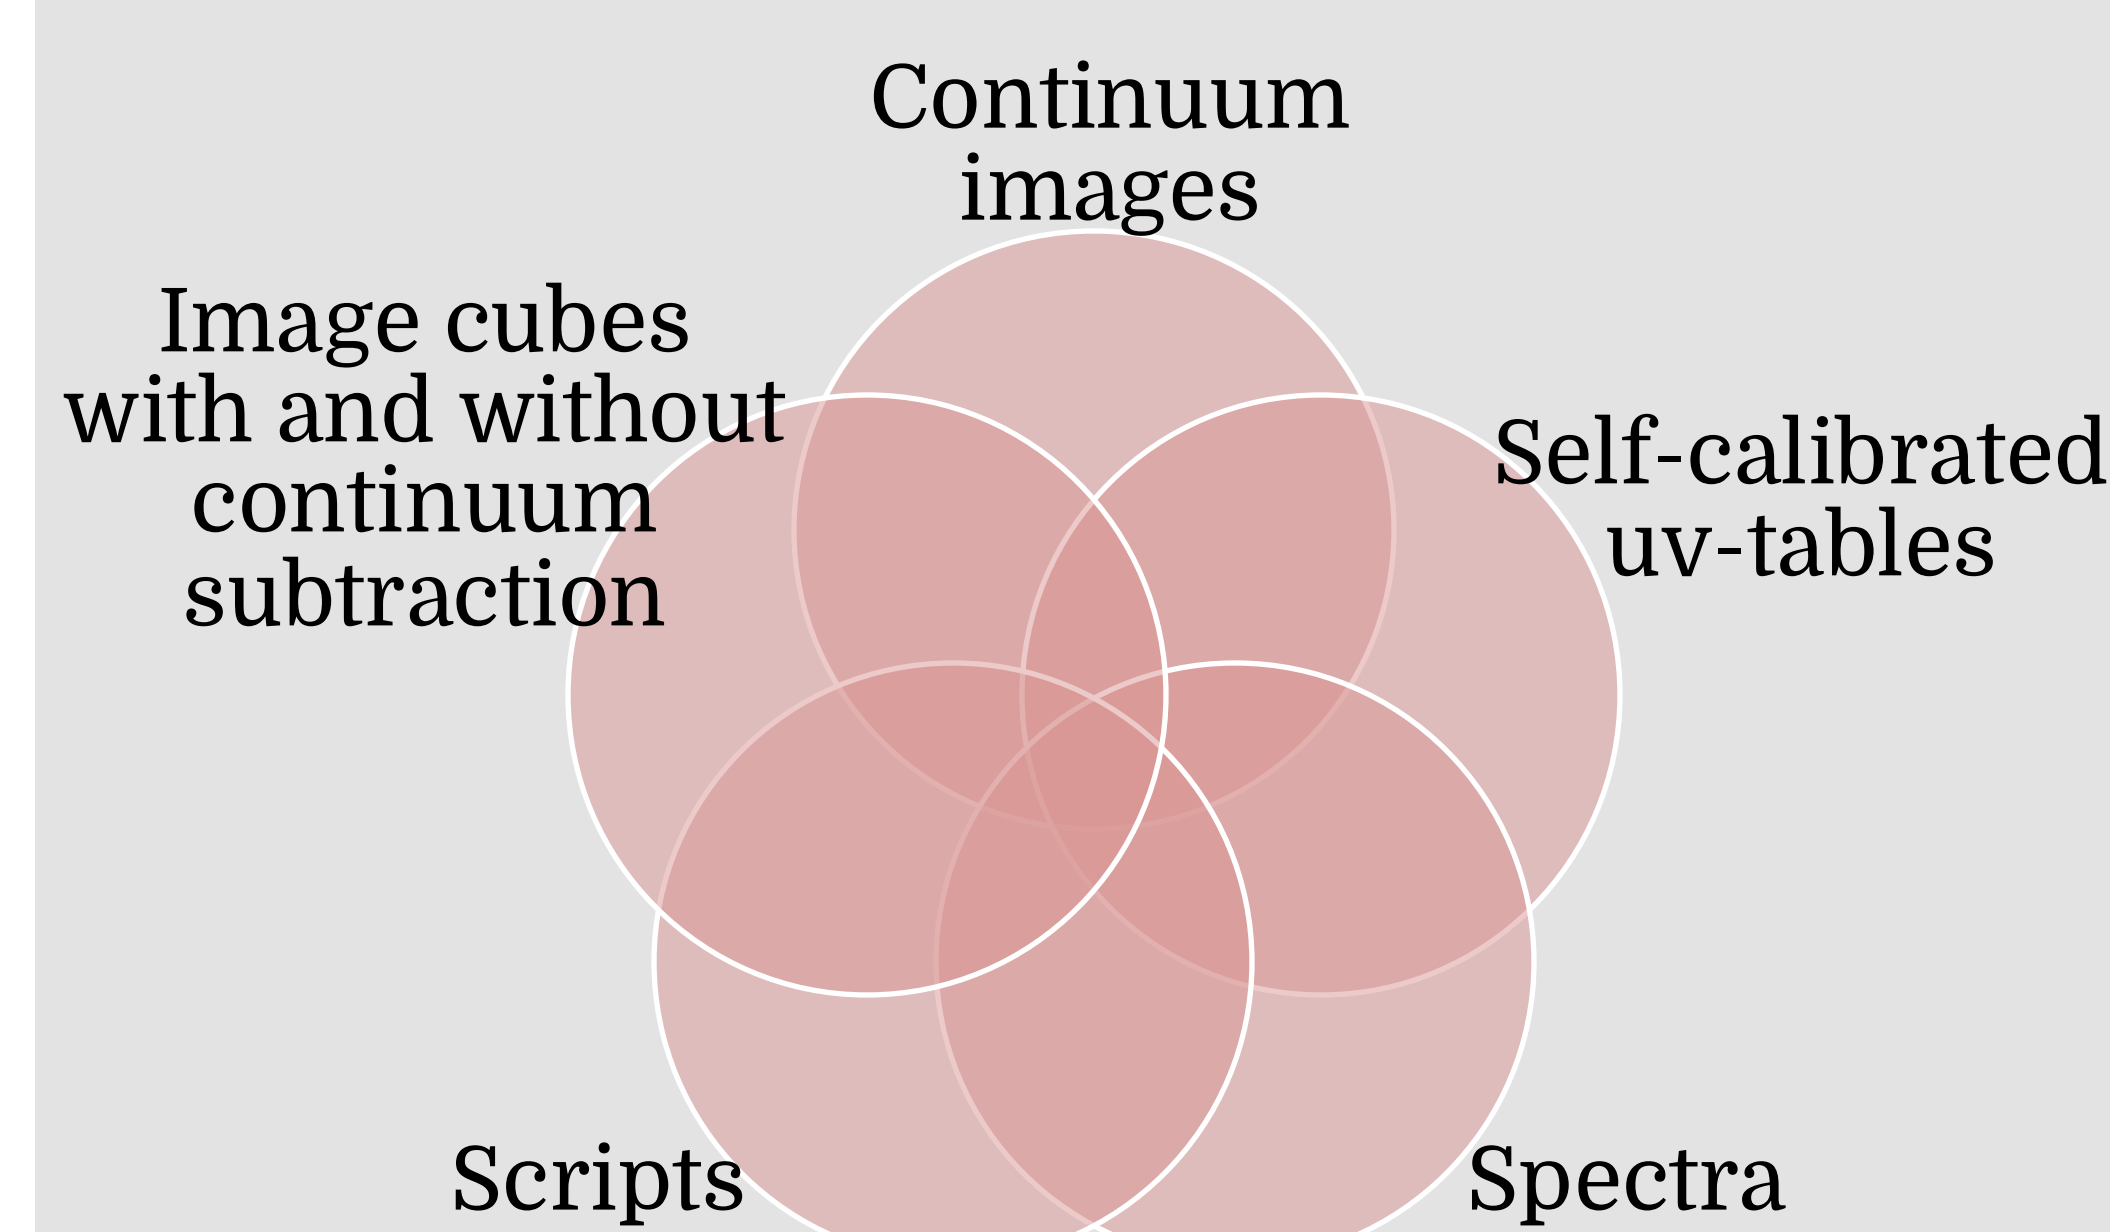 Continuum
images
Image cubes
with and without
continuum
subtraction
Self-calibrated
uv-tables
Scripts
Spectra